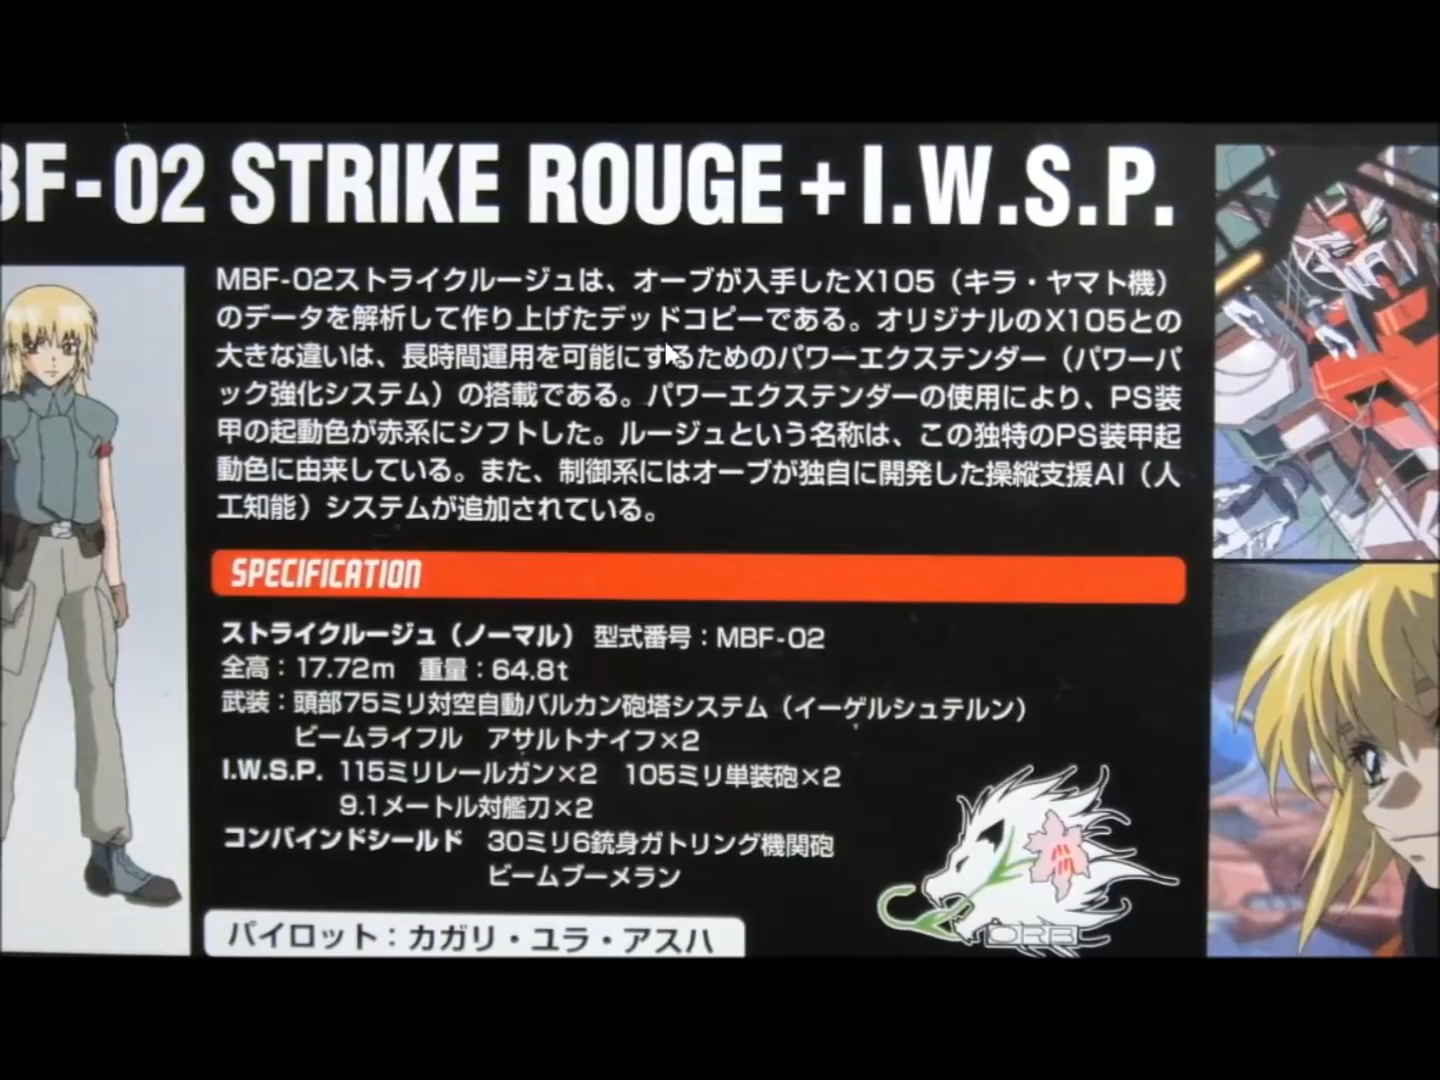 BF-02 STRIKE ROUGE+I.W.S.P.
MBF-02ストライクルージュは、オーブが入手したX105（キラ・ヤマト機）
のデータを解析して作り上げたデッドコピーである。オリジナルのX105との
大きな違いは、長時間運用を可能にするためのパワーエクステンダー（パワーパ
ック強化システム）の搭載である。パワーエクステンダーの使用により、PS装
甲の起動色が赤系にシフトした。ルージュという名称は、この独特のPS装甲起
動色に由来している。また、制御系にはオーブが独自に開発した操縦支援AI（人
工知能）システムが追加されている。
SPECIFICATION
ストライクルージュ（ノーマル） 型式番号：MBF-02
全高：17.72m 重量：64.8t
武装：頭部75ミリ対空自動バルカン砲塔システム（イーゲルシュテルン）
ビームライフル アサルトナイフ×2
I.W.S.P. 115ミリレールガン×2 105ミリ単装砲×2
9.1メートル対艦刀×2
コンバインドシールド 30ミリ6銃身ガトリング機関砲
ビームブーメラン
パイロット：カガリ・ユラ・アスハ
ORB